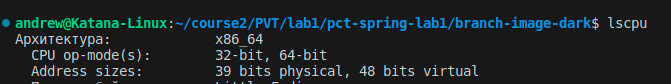 andrew@Katana-Linux:~/course2/PVT/lab1/pct-spring-lab1/branch-image-dark$ lscpu
Архитектура: x86_64
CPU op-mode(s): 32-bit, 64-bit
Address sizes: 39 bits physical, 48 bits virtual